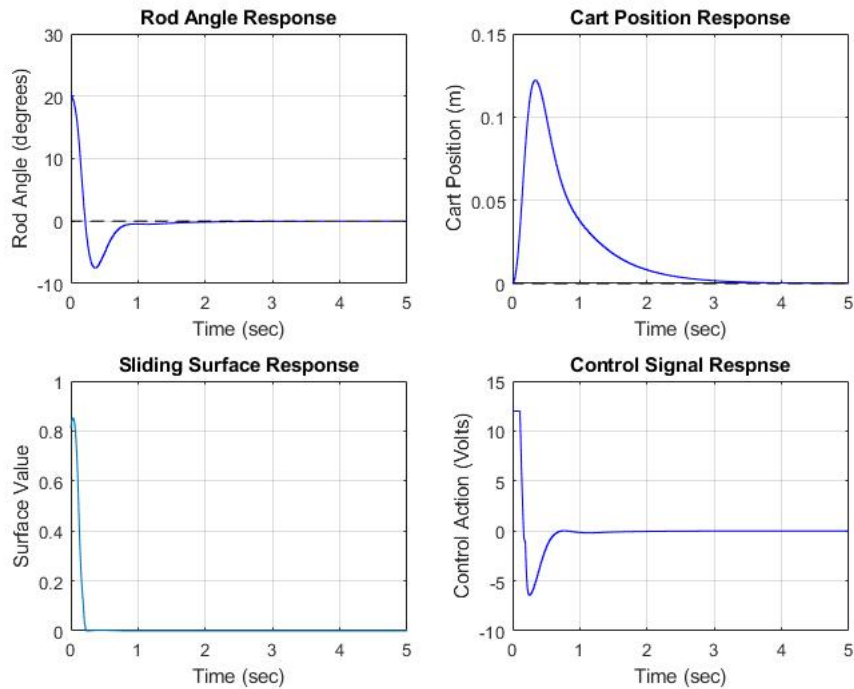 Rod Angle Response
Rod Angle (degrees)
30
20
10
0
-10
0 1 2 3 4 5
Time (sec)
Cart Position Response
Cart Position (m)
0.15
0.1
0.05
0
0 1 2 3 4 5
Time (sec)
Sliding Surface Response
Surface Value
1
0.8
0.6
0.4
0.2
0
0 1 2 3 4 5
Time (sec)
Control Signal Respnse
Control Action (Volts)
15
10
5
0
-5
-10
0 1 2 3 4 5
Time (sec)